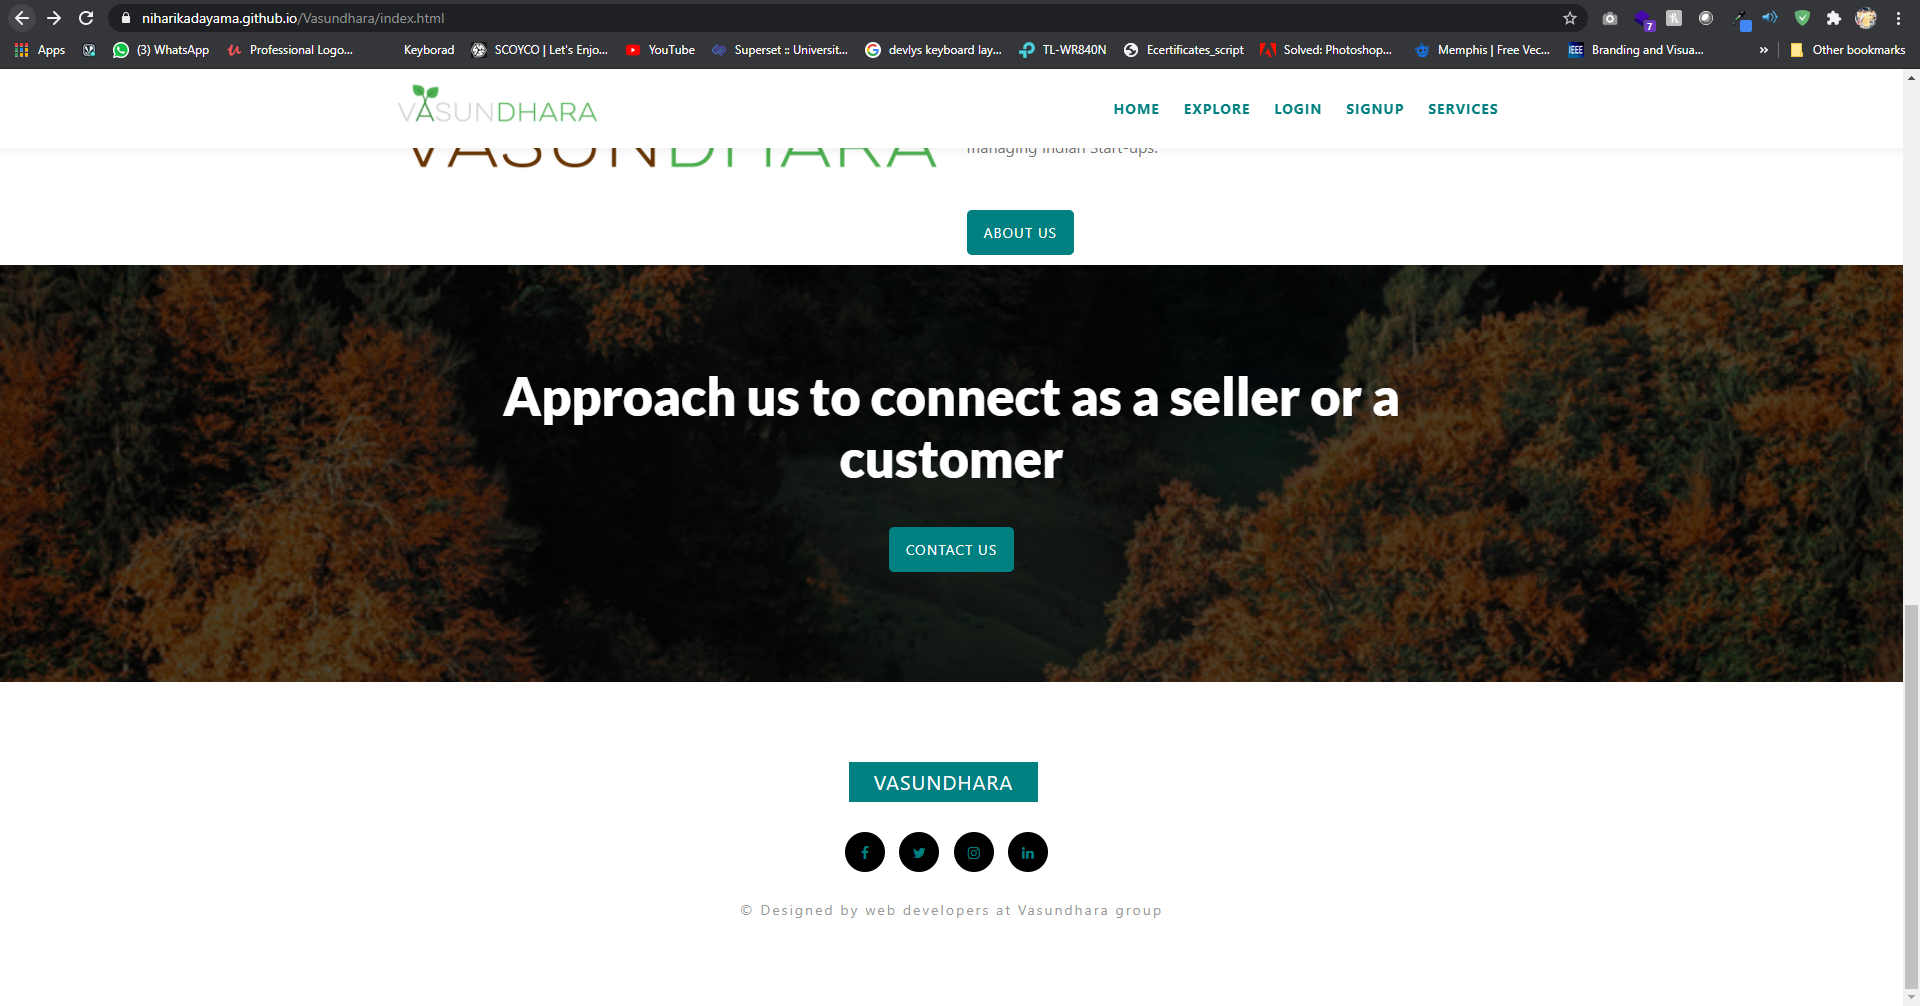 niharikadayama.github.io/Vasundhara/index.html
7
Apps
(3) WhatsApp
Professional Logo...
Keyborad
SCOYCO | Let's Enjo...
YouTube
Superset :: Universit...
devlys keyboard lay...
TL-WR840N
Ecertificates_script
Solved: Photoshop...
Memphis | Free Vec...
IEEE
Branding and Visua...
»
Other bookmarks
VASUNDHARA
HOME
EXPLORE
LOGIN
SIGNUP
SERVICES
VASUNDHARA
managing Indian Start-ups.
ABOUT US
Approach us to connect as a seller or a
customer
CONTACT US
VASUNDHARA
© Designed by web developers at Vasundhara group